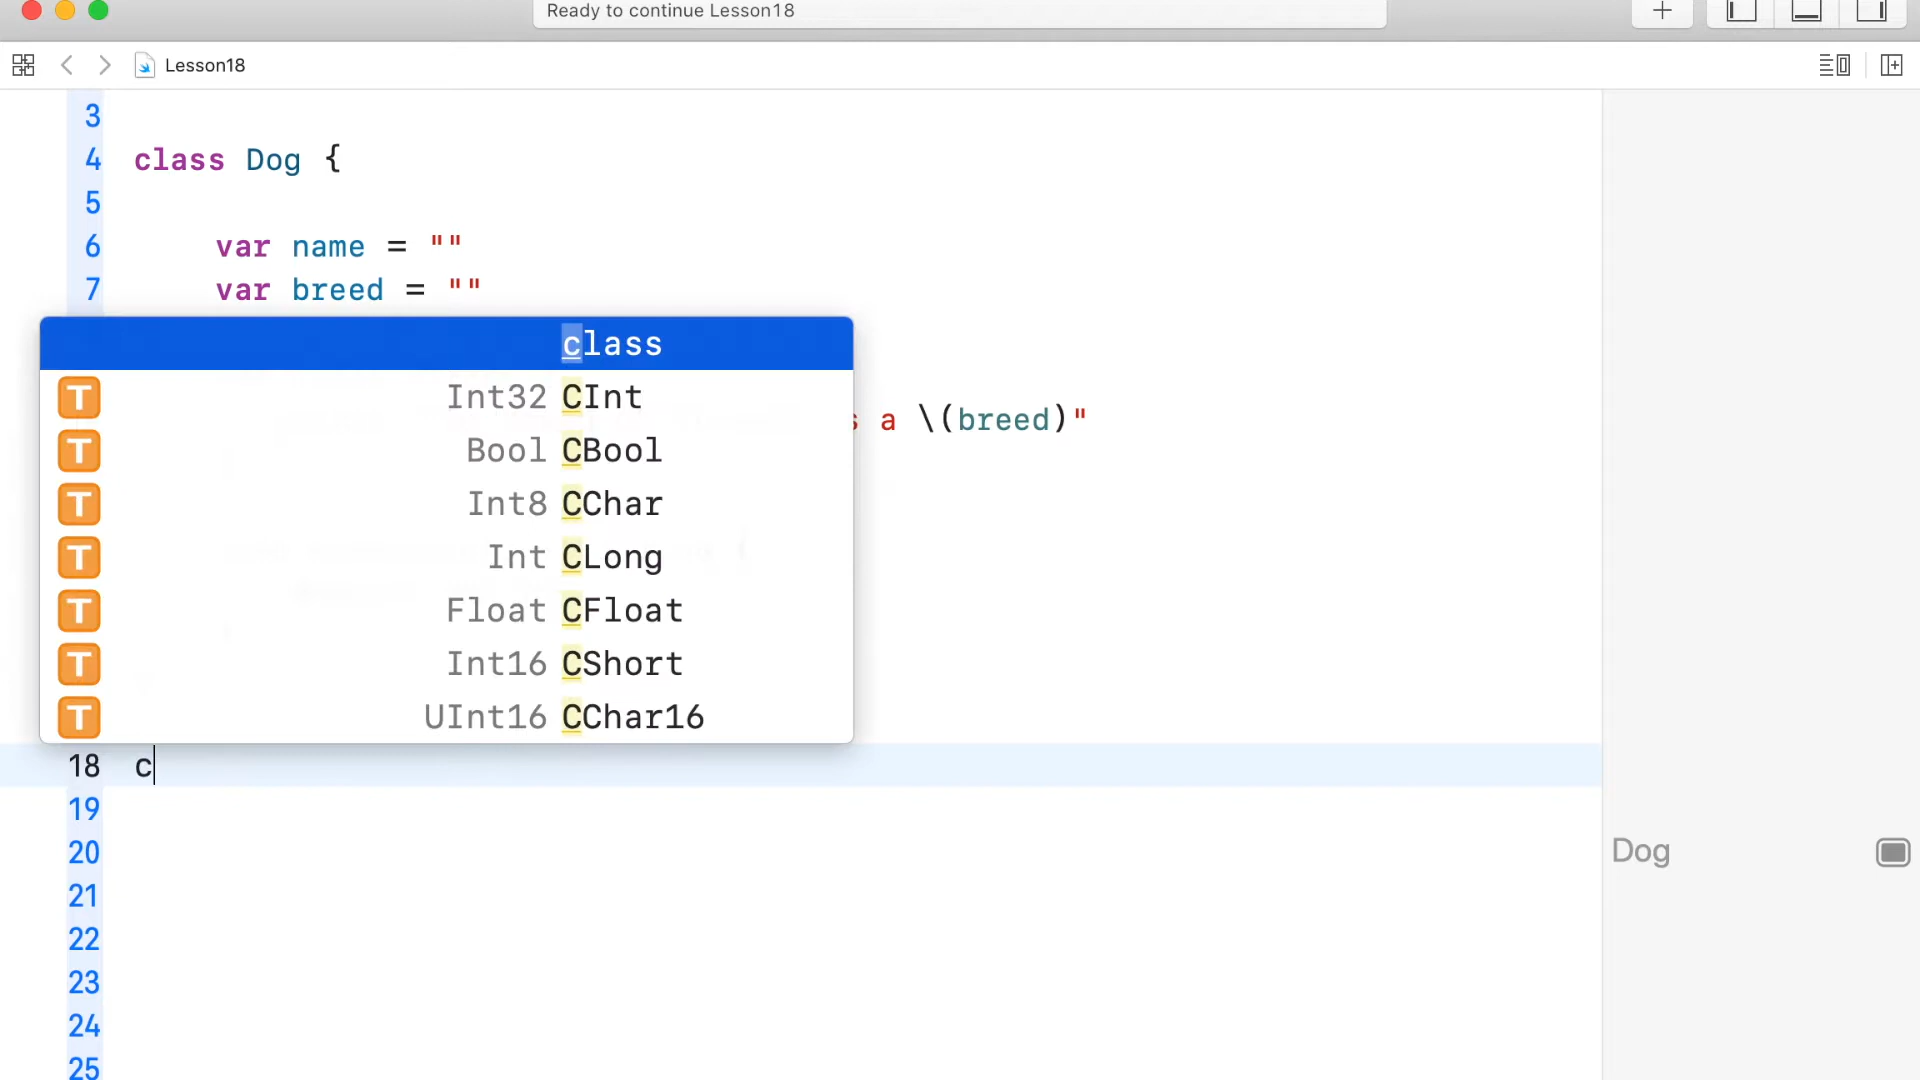 Ready to continue Lesson18
Lesson18
3
4 class Dog {
5
6 var name = ""
7 var breed = ""
class
T Int32 CInt
a \(breed)"
T Bool CBool
T Int8 CChar
T Int CLong
T Float CFloat
T Int16 CShort
T UInt16 CChar16
18 c
19
20 Dog
21
22
23
24
25